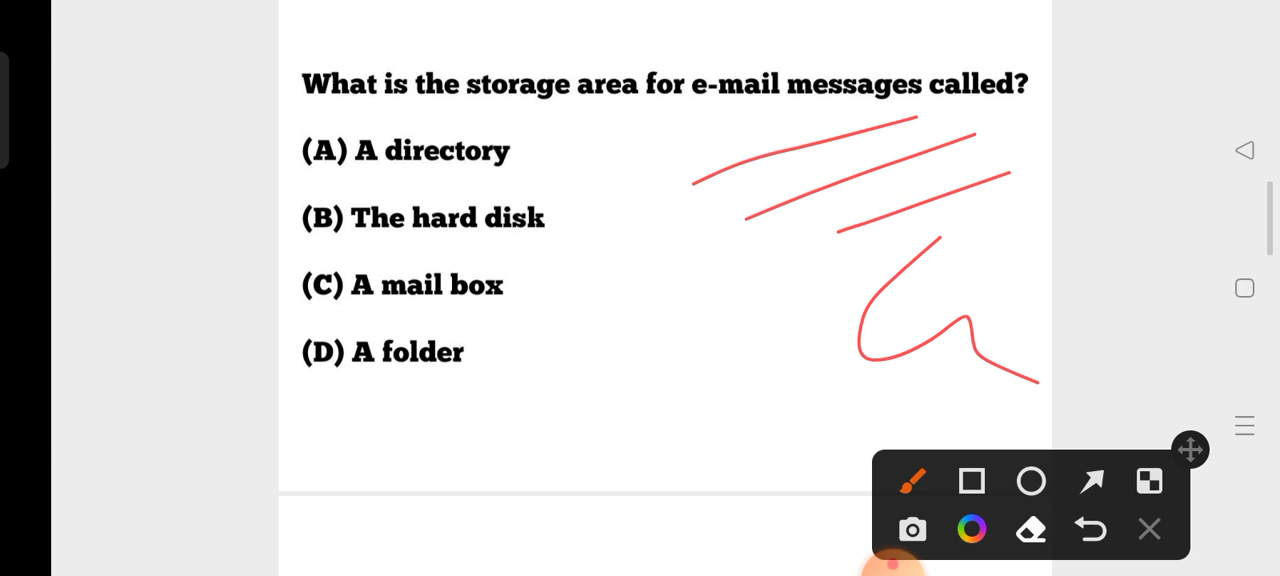 What is the storage area for e-mail messages called?
(A) A directory
(B) The hard disk
(C) A mail box
(D) A folder